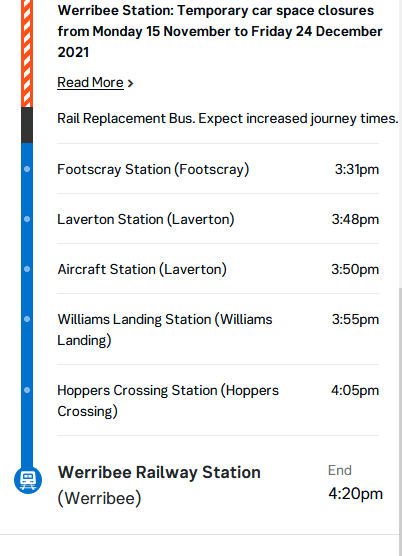 Werribee Station: Temporary car space closures
from Monday 15 November to Friday 24 December
2021
Read More
Rail Replacement Bus. Expect increased journey times.
Footscray Station (Footscray) 3:31pm
Laverton Station (Laverton) 3:48pm
Aircraft Station (Laverton) 3:50pm
Williams Landing Station (Williams 3:55pm
Landing)
Hoppers Crossing Station (Hoppers 4:05pm
Crossing)
Werribee Railway Station End
(Werribee) 4:20pm